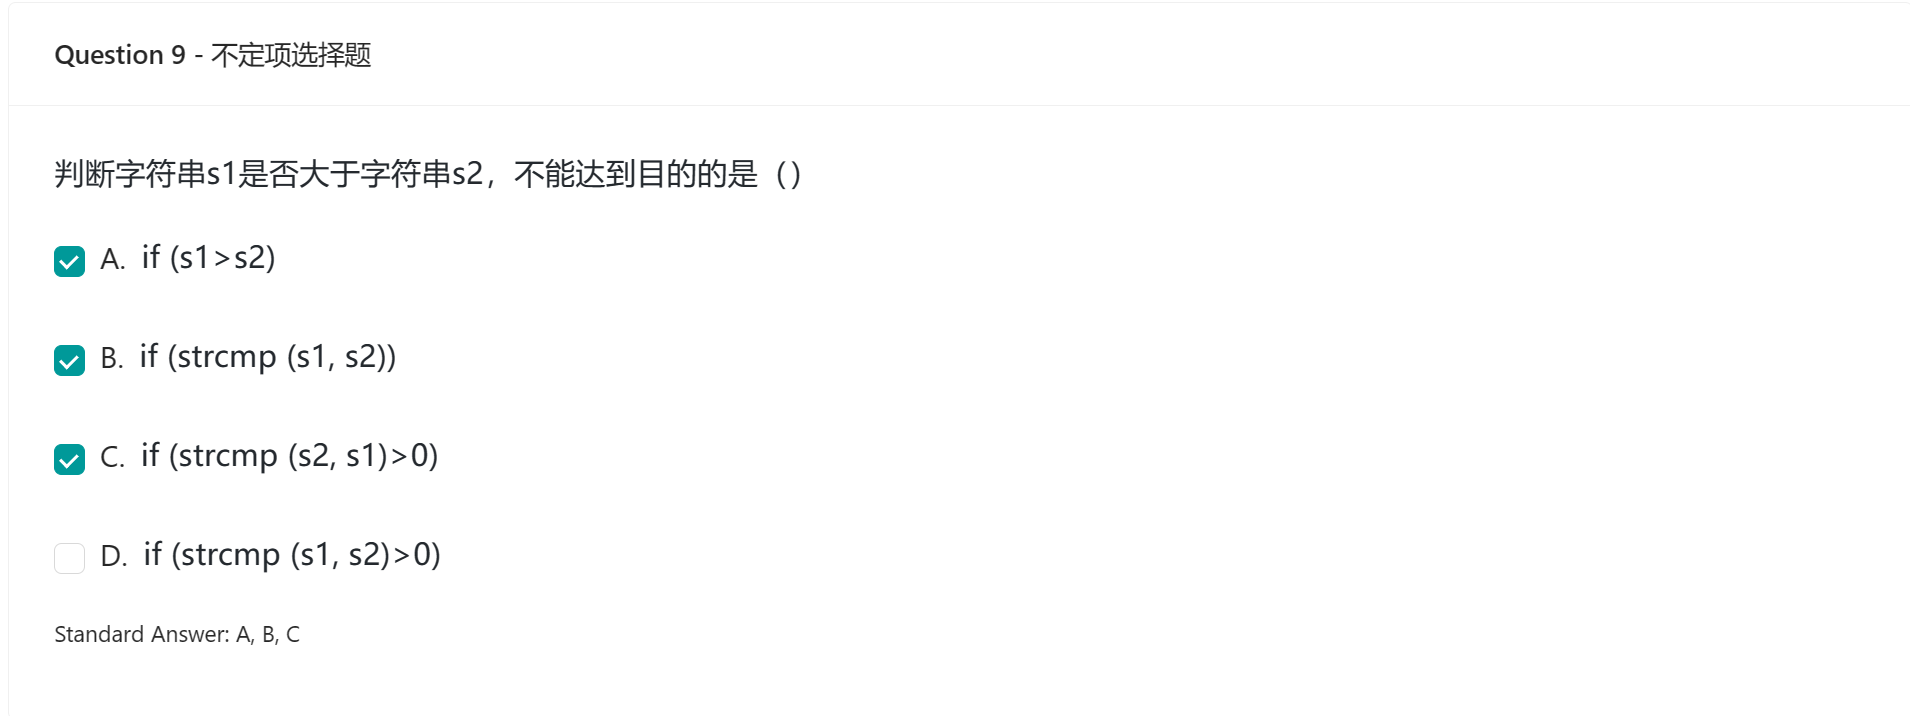 Question 9 - 不定项选择题
判断字符串s1是否大于字符串s2，不能达到目的的是（）
A. if (s1>s2)
B. if (strcmp (s1, s2))
C. if (strcmp (s2, s1)>0)
D. if (strcmp (s1, s2)>0)
Standard Answer: A, B, C